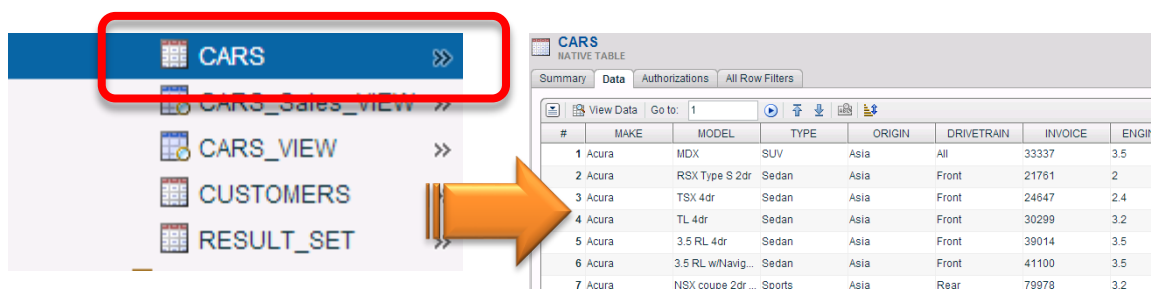 CARS
CARS_Sales_VIEW
CARS_VIEW
CUSTOMERS
RESULT_SET
CARS
NATIVE TABLE
Summary Data Authorizations All Row Filters
View Data Go to: 1
# MAKE MODEL TYPE ORIGIN DRIVETRAIN INVOICE ENGIN
1 Acura MDX SUV Asia All 33337 3.5
2 Acura RSX Type S 2dr Sedan Asia Front 21761 2
3 Acura TSX 4dr Sedan Asia Front 24647 2.4
4 Acura TL 4dr Sedan Asia Front 30299 3.2
5 Acura 3.5 RL 4dr Sedan Asia Front 39014 3.5
6 Acura 3.5 RL w/Navig... Sedan Asia Front 41100 3.5
7 Acura NSX coupe 2dr ... Sports Asia Rear 79978 3.2